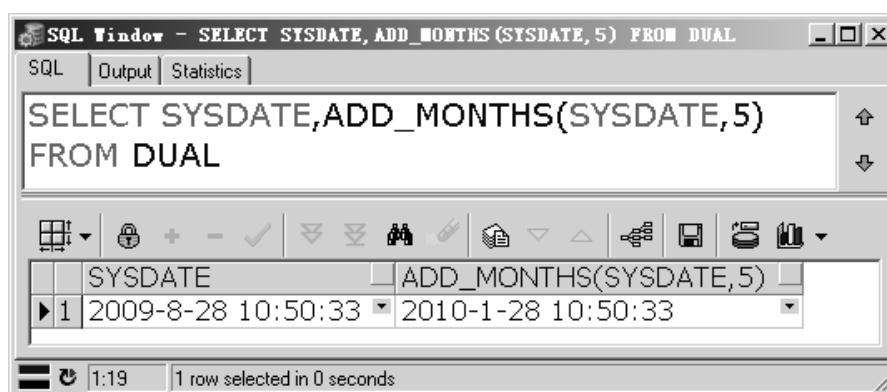 SQL Window - SELECT SYSDATE,ADD_MONTHS(SYSDATE,5) FROM DUAL
SQL Output Statistics
SELECT SYSDATE,ADD_MONTHS(SYSDATE,5)
FROM DUAL
SYSDATE ADD_MONTHS(SYSDATE,5)
1 2009-8-28 10:50:33 2010-1-28 10:50:33
1:19 1 row selected in 0 seconds